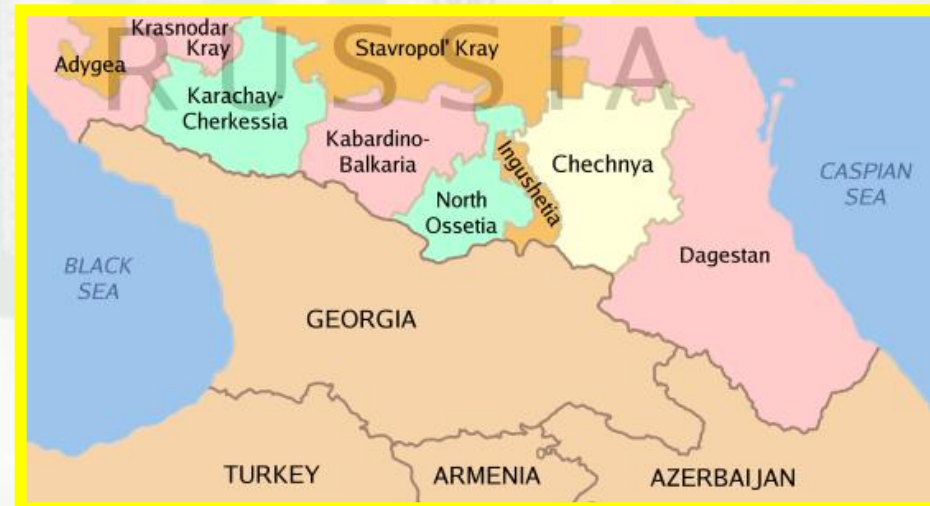 Krasnodar
Kray
RUSSIA
Stavropol' Kray
Adygea
Karachay-
Cherkessia
Kabardino-
Balkaria
Ingushetia
Chechnya
CASPIAN
SEA
North
Ossetia
Dagestan
BLACK
SEA
GEORGIA
TURKEY
ARMENIA
AZERBAIJAN